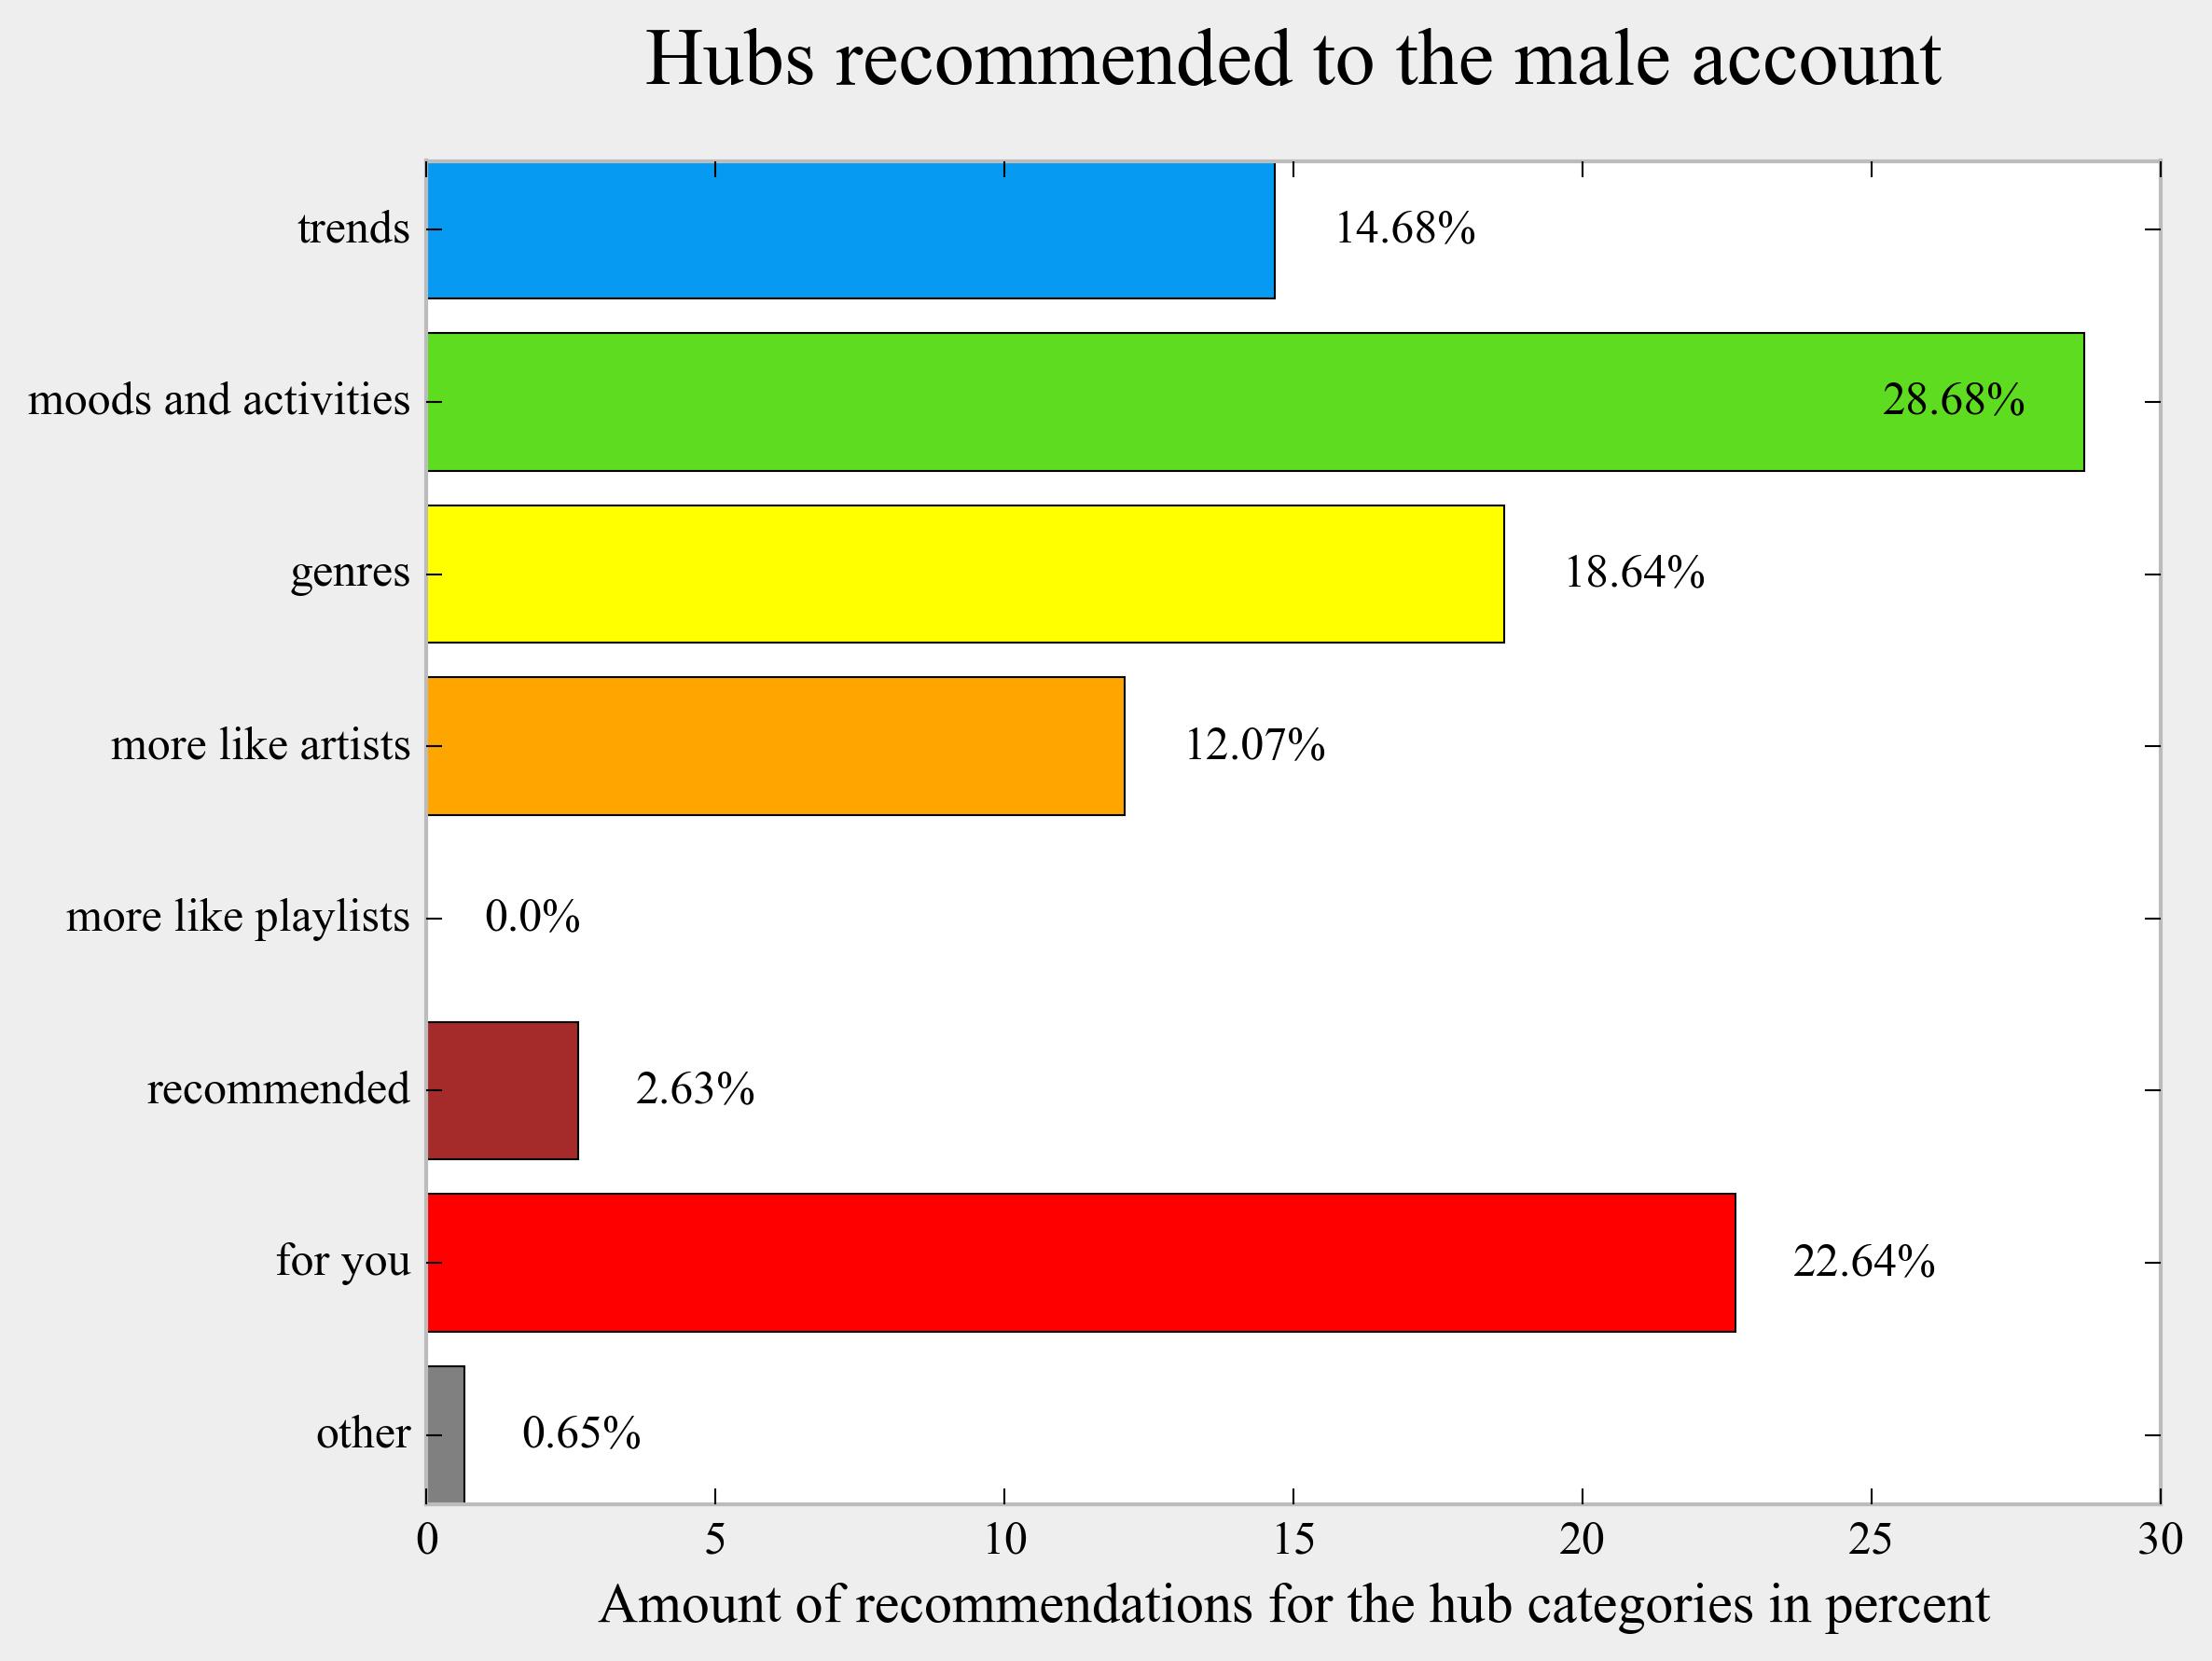 Hubs recommended to the male account
trends
14.68%
moods and activities
28.68%
genres
18.64%
more like artists
12.07%
more like playlists
0.0%
recommended
2.63%
for you
22.64%
other
0.65%
0 5 10 15 20 25 30
Amount of recommendations for the hub categories in percent